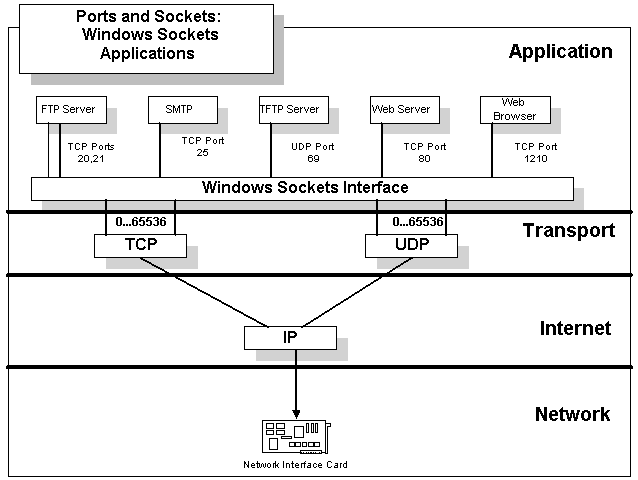 Ports and Sockets:
Windows Sockets
Applications
Application
FTP Server
SMTP
TFTP Server
Web Server
Web
Browser
TCP Ports
20,21
TCP Port
25
UDP Port
69
TCP Port
80
TCP Port
1210
Windows Sockets Interface
0...65536
0...65536
Transport
TCP
UDP
Internet
IP
Network
Network Interface Card